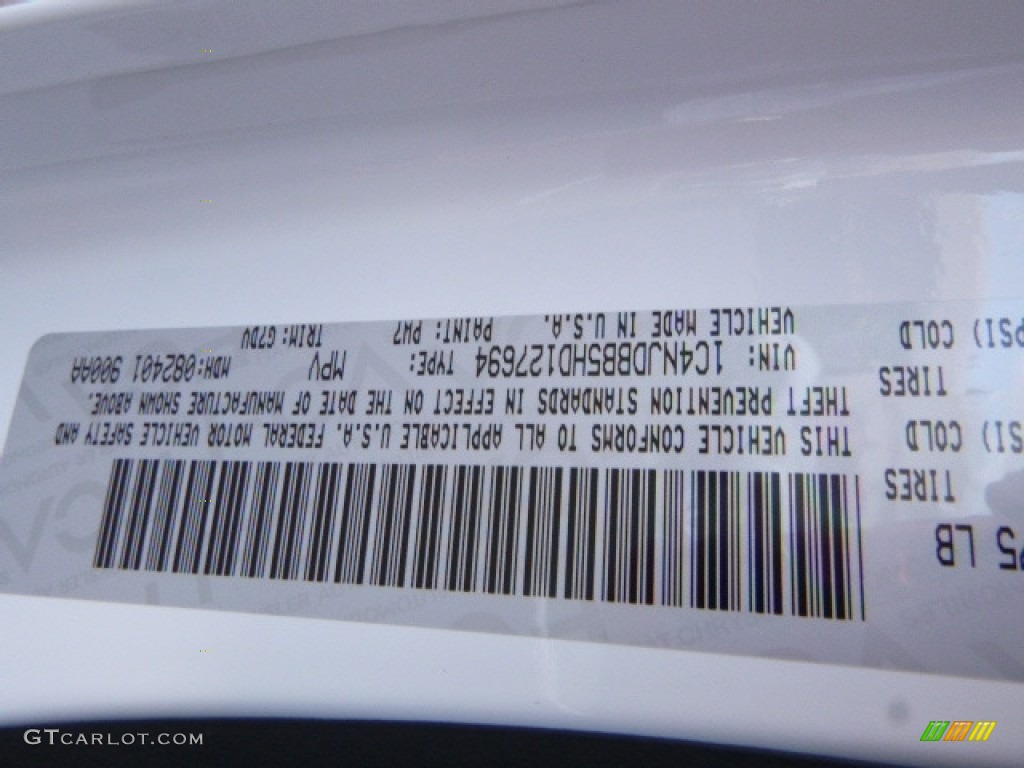 25 LB
TIRES
SI) COLD
TIRES
PSI) COLD
THIS VEHICLE CONFORMS TO ALL APPLICABLE U.S.A. FEDERAL MOTOR VEHICLE SAFETY AND
THEFT PREVENTION STANDARDS IN EFFECT ON THE DATE OF MANUFACTURE SHOWN ABOVE.
VIN: 1C4NJDBB5HD127694 TYPE: MPV MDH:082401 900AA
VEHICLE MADE IN U.S.A. PAINT: PW7 TRIM:G7DV
GTCARLOT.COM